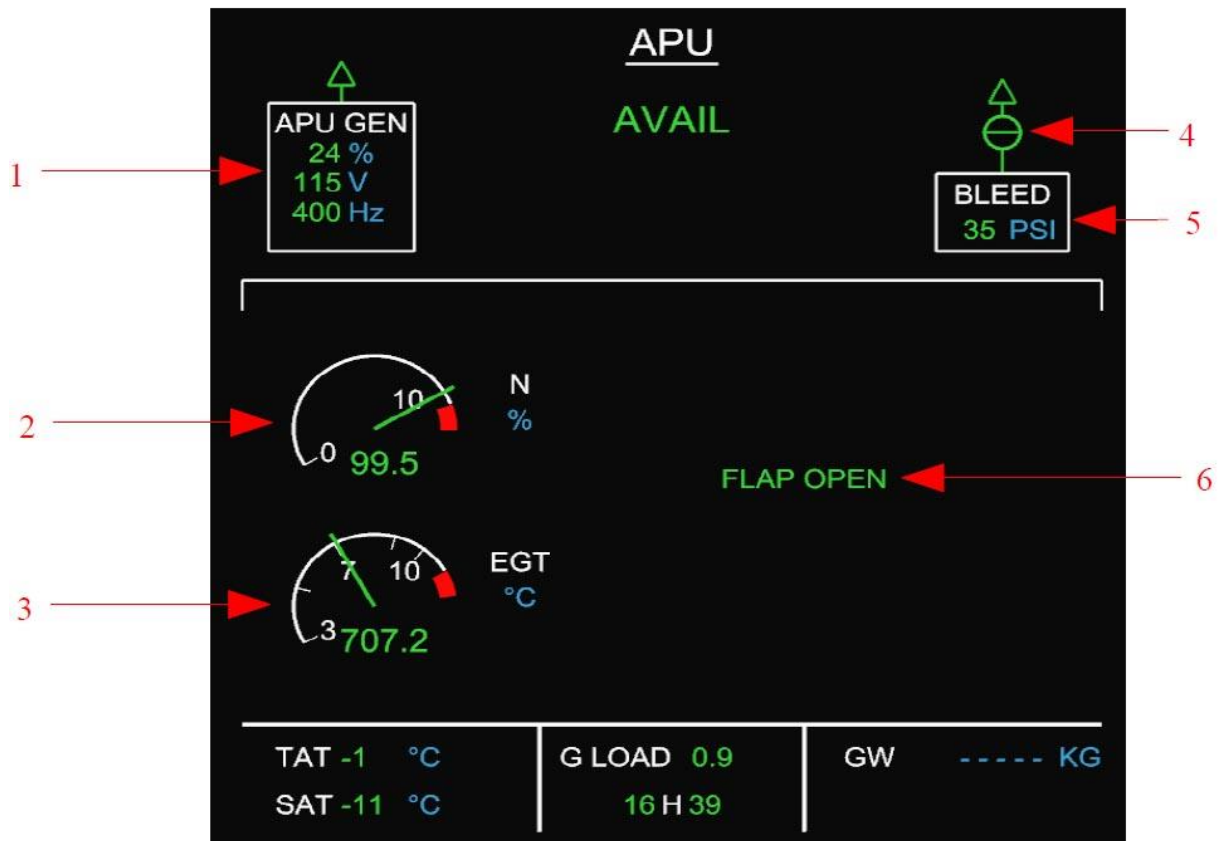 APU
AVAIL
APU GEN
24 %
115 V
400 Hz
BLEED
35 PSI
1
4
5
10
0
99.5
N
%
2
FLAP OPEN
6
7
10
3
707.2
EGT
°C
3
TAT -1 °C
SAT -11 °C
G LOAD 0.9
16 H 39
GW - - - - - KG